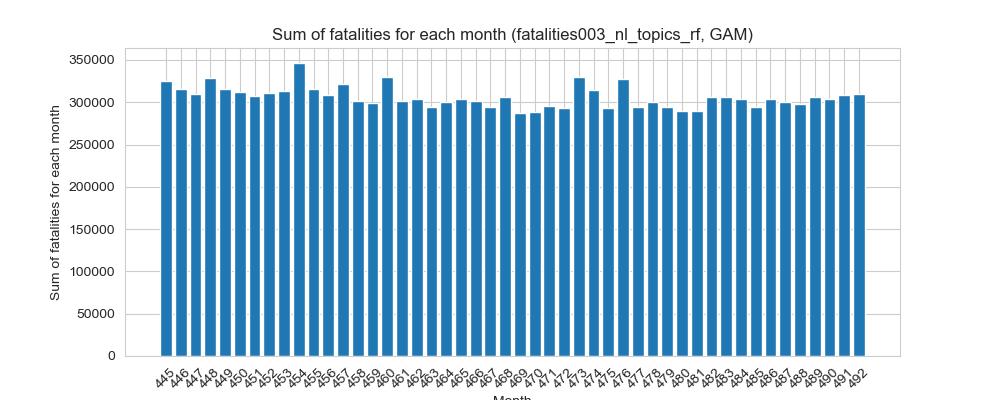 Sum of fatalities for each month (fatalities003_nl_topics_rf, GAM)
Sum of fatalities for each month
350000
300000
250000
200000
150000
100000
50000
0
445 446 447 448 449 450 451 452 453 454 455 456 457 458 459 460 461 462 463 464 465 466 467 468 469 470 471 472 473 474 475 476 477 478 479 480 481 482 483 484 485 486 487 488 489 490 491 492
Month